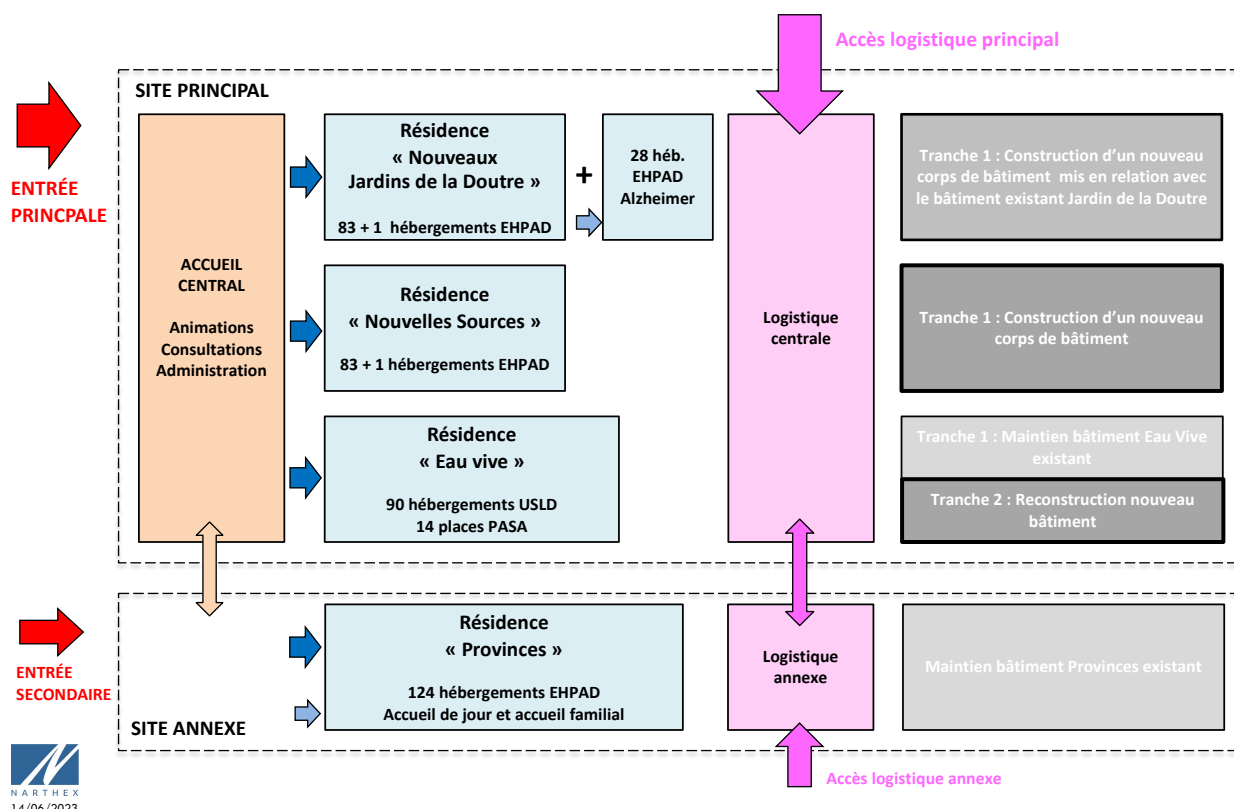 Accès logistique principal
SITE PRINCIPAL
ENTRÉE
PRINCPALE
ACCUEIL
CENTRAL
Animations
Consultations
Administration
Résidence
« Nouveaux
Jardins de la Doutre »
83 + 1 hébergements EHPAD
+
28 héb.
EHPAD
Alzheimer
Résidence
« Nouvelles Sources »
83 + 1 hébergements EHPAD
Résidence
« Eau vive »
90 hébergements USLD
14 places PASA
Logistique
centrale
Tranche 1 : Construction d'un nouveau
corps de bâtiment mis en relation avec
le bâtiment existant Jardin de la Doutre
Tranche 1 : Construction d'un nouveau
corps de bâtiment
Tranche 1 : Maintien bâtiment Eau Vive
existant
Tranche 2 : Reconstruction nouveau
bâtiment
ENTRÉE
SECONDAIRE
SITE ANNEXE
Résidence
« Provinces »
124 hébergements EHPAD
Accueil de jour et accueil familial
Logistique
annexe
Maintien bâtiment Provinces existant
Accès logistique annexe
NARTHEX
14/06/2023